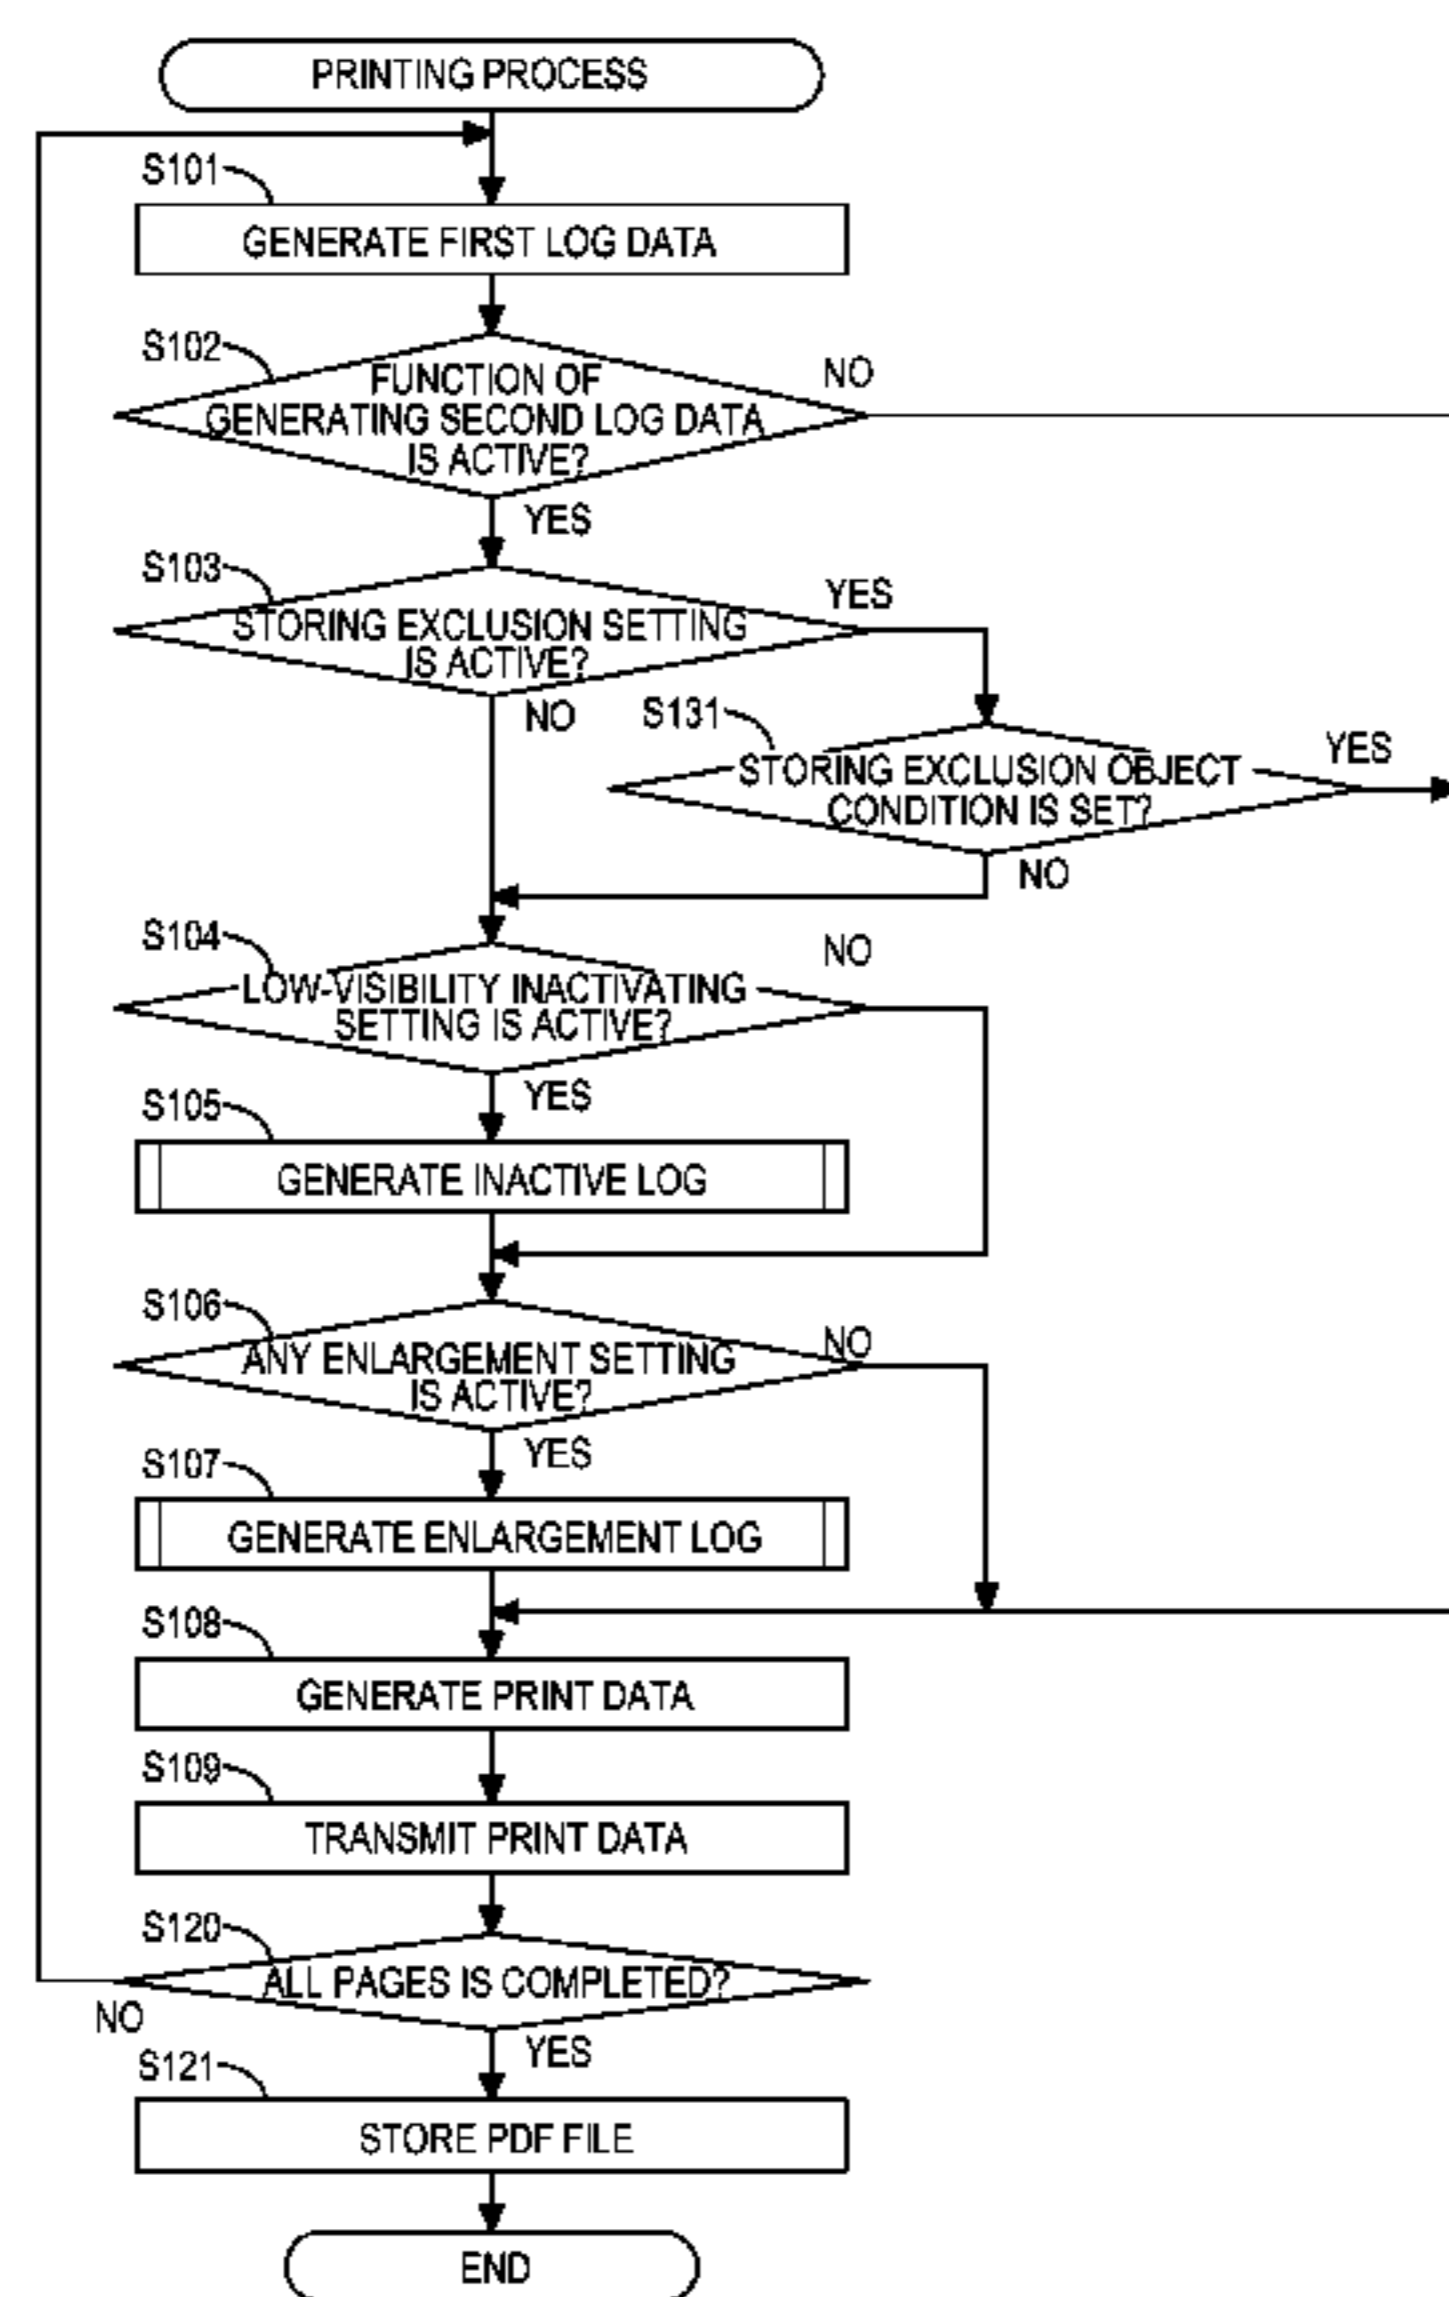 PRINTING PROCESS
S101
GENERATE FIRST LOG DATA
S102
NO
FUNCTION OF
GENERATING SECOND LOG DATA
IS ACTIVE?
YES
S103
YES
STORING EXCLUSION SETTING
IS ACTIVE?
NO
S131
YES
STORING EXCLUSION OBJECT
CONDITION IS SET?
NO
S104
NO
LOW-VISIBILITY INACTIVATING
SETTING IS ACTIVE?
YES
S105
GENERATE INACTIVE LOG
S106
NO
ANY ENLARGEMENT SETTING
IS ACTIVE?
YES
S107
GENERATE ENLARGEMENT LOG
S108
GENERATE PRINT DATA
S109
TRANSMIT PRINT DATA
S120
ALL PAGES IS COMPLETED?
NO
YES
S121
STORE PDF FILE
END